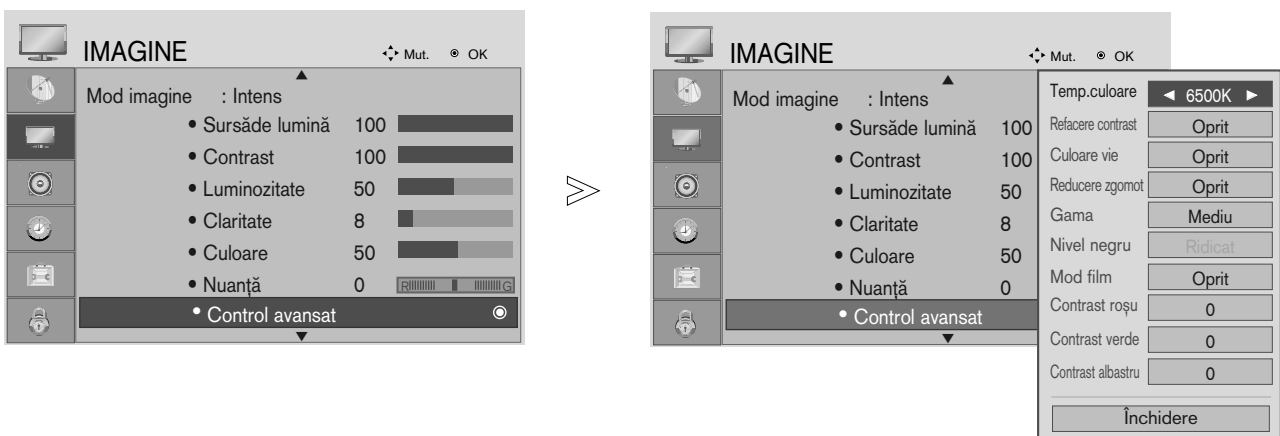 IMAGINE Mut. OK
Mod imagine : Intens
• Sursăde lumină 100
• Contrast 100
• Luminozitate 50
• Claritate 8
• Culoare 50
• Nuanță 0 R G
• Control avansat
IMAGINE Mut. OK
Mod imagine : Intens
• Sursăde lumină 100
• Contrast 100
• Luminozitate 50
• Claritate 8
• Culoare 50
• Nuanță 0
• Control avansat
Temp.culoare ◄ 6500K ►
Refacere contrast Oprit
Culoare vie Oprit
Reducere zgomot Oprit
Gama Mediu
Nivel negru Ridicat
Mod film Oprit
Contrast roșu 0
Contrast verde 0
Contrast albastru 0
Închidere